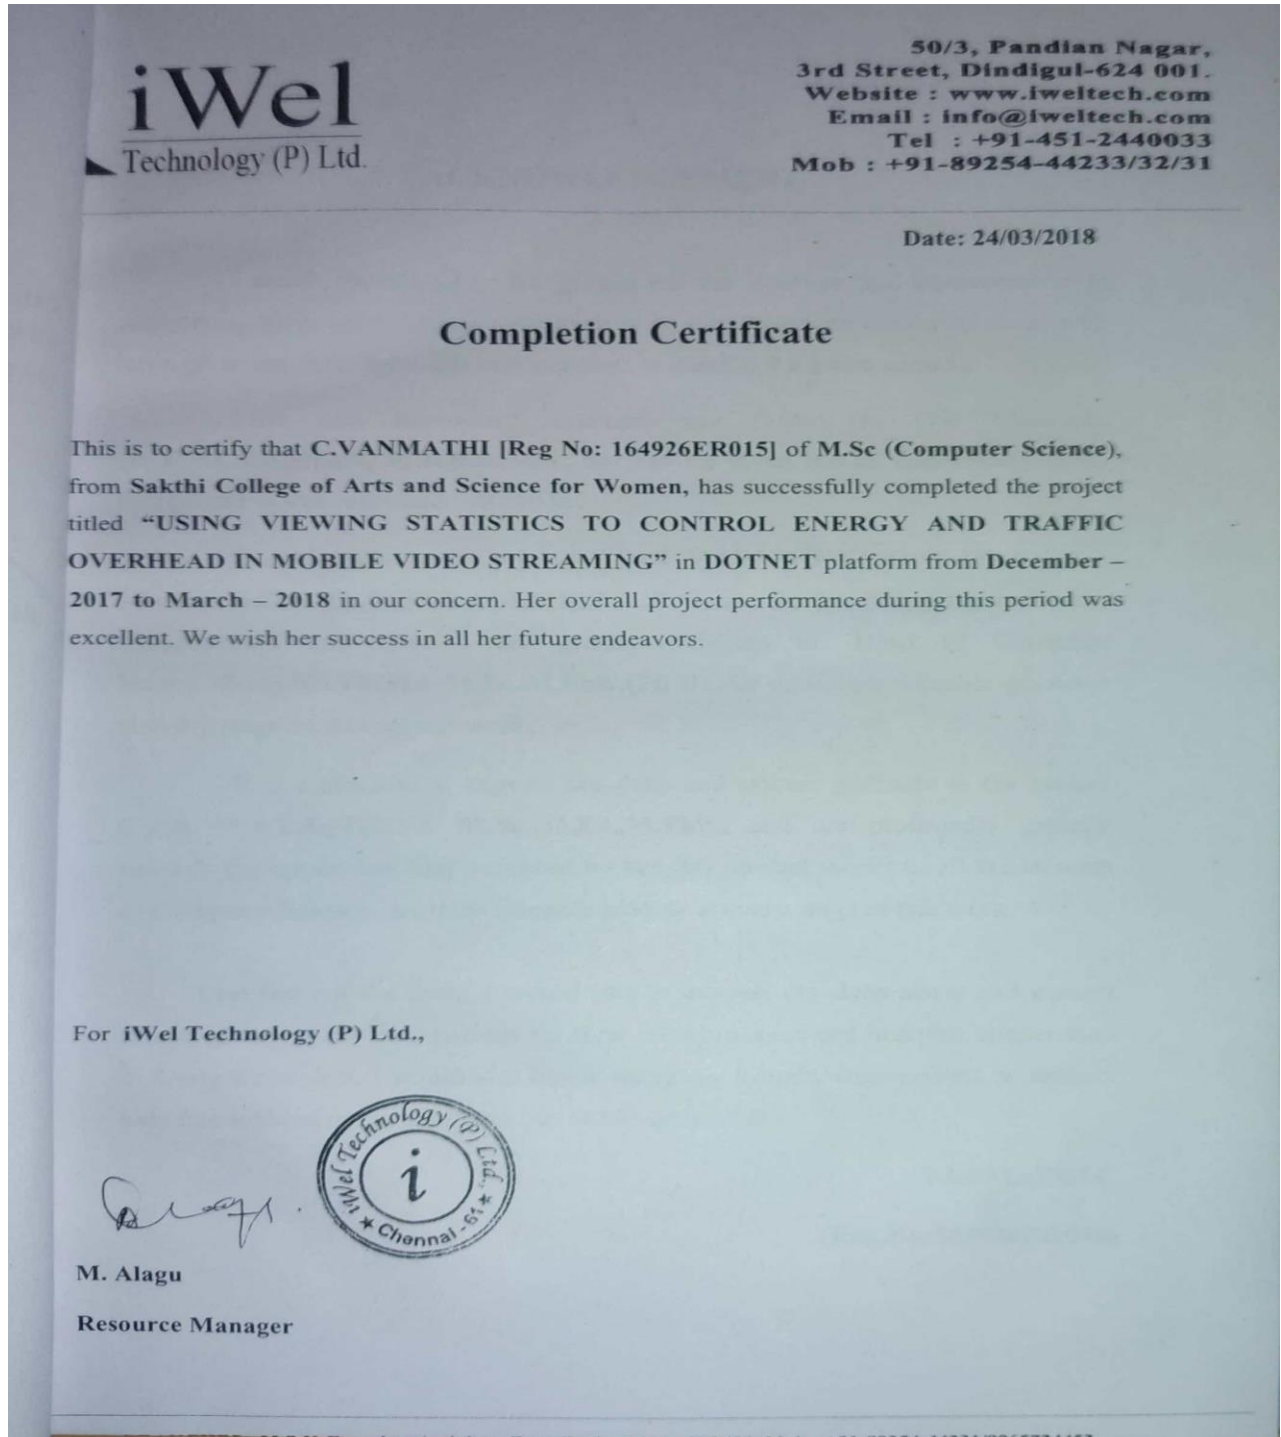 iWel
Technology (P) Ltd.
50/3, Pandian Nagar,
3rd Street, Dindigul-624 001.
Website : www.iweltech.com
Email : info@iweltech.com
Tel : +91-451-2440033
Mob : +91-89254-44233/32/31
Date: 24/03/2018
Completion Certificate
This is to certify that C.VANMATHI [Reg No: 164926ER015] of M.Sc (Computer Science),
from Sakthi College of Arts and Science for Women, has successfully completed the project
titled “USING VIEWING STATISTICS TO CONTROL ENERGY AND TRAFFIC
OVERHEAD IN MOBILE VIDEO STREAMING” in DOTNET platform from December –
2017 to March – 2018 in our concern. Her overall project performance during this period was
excellent. We wish her success in all her future endeavors.
For iWel Technology (P) Ltd.,
iWel Technology (P) Ltd.,
i
★ Chennai - 61 ★
M. Alagu
Resource Manager